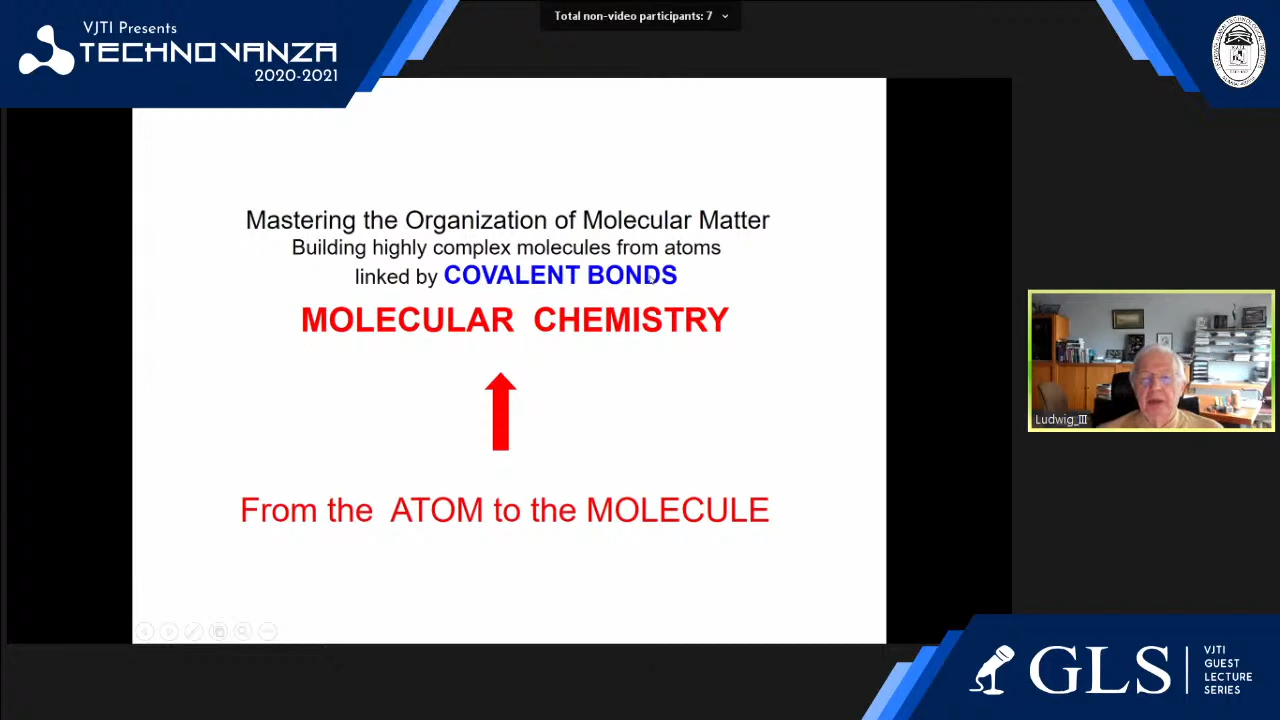 VJTI Presents
TECHNOVANZA
2020-2021
Total non-video participants: 7
Mastering the Organization of Molecular Matter
Building highly complex molecules from atoms
linked by COVALENT BONDS
MOLECULAR CHEMISTRY
From the ATOM to the MOLECULE
Ludwig_III
GLS
VJTI
GUEST
LECTURE
SERIES